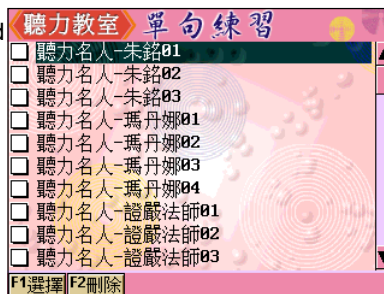 聽力教室 單句練習
聽力名人-朱銘01
聽力名人-朱銘02
聽力名人-朱銘03
聽力名人-瑪丹娜01
聽力名人-瑪丹娜02
聽力名人-瑪丹娜03
聽力名人-瑪丹娜04
聽力名人-證嚴法師01
聽力名人-證嚴法師02
聽力名人-證嚴法師03
F1選擇 F2刪除